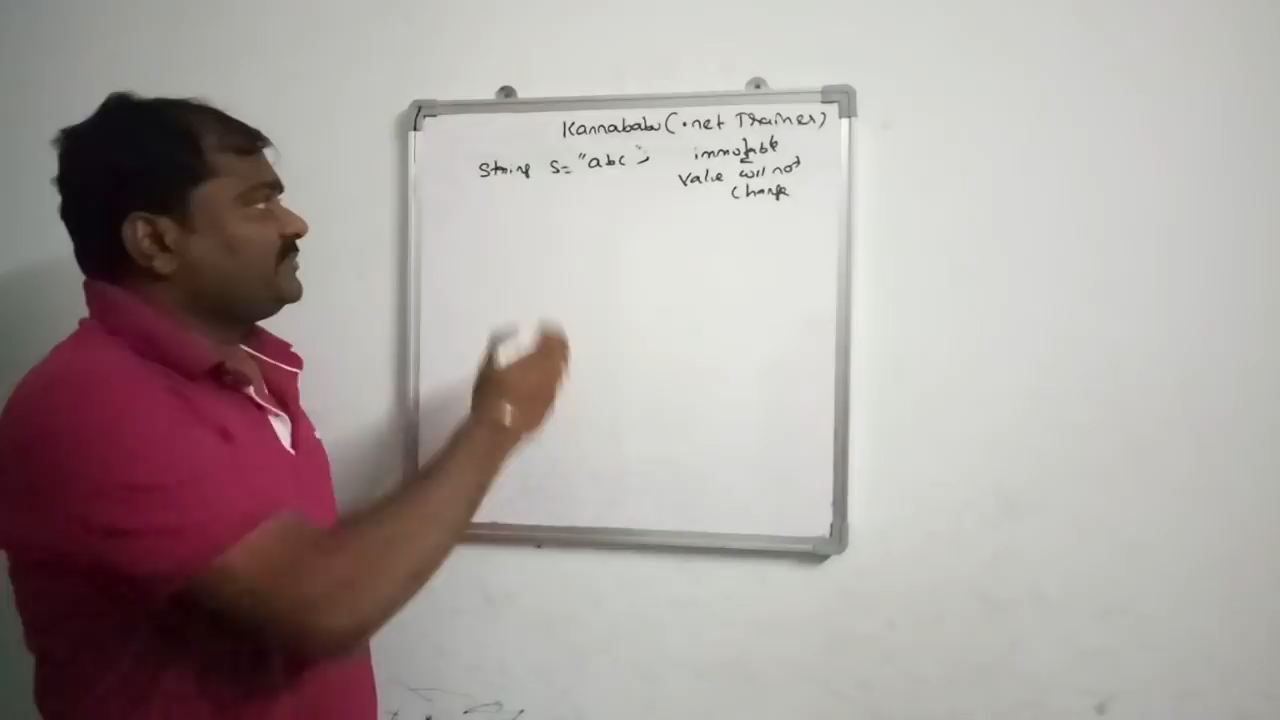 Kannababu (.net Trainer)
String S= "abc";
immutable
Value will not
Change